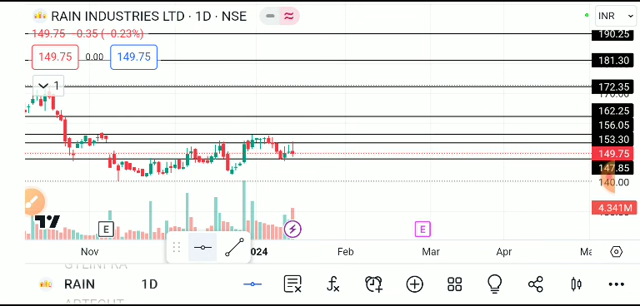 RAIN INDUSTRIES LTD · 1D · NSE
INR
149.75 -0.35 (-0.23%)
190.25
149.75 0.00 149.75
181.30
1
172.35
162.25
156.05
153.30
149.75
147.85
140.00
4.341M
E
E
Nov
2024
Feb
Mar
Apr
RAIN 1D